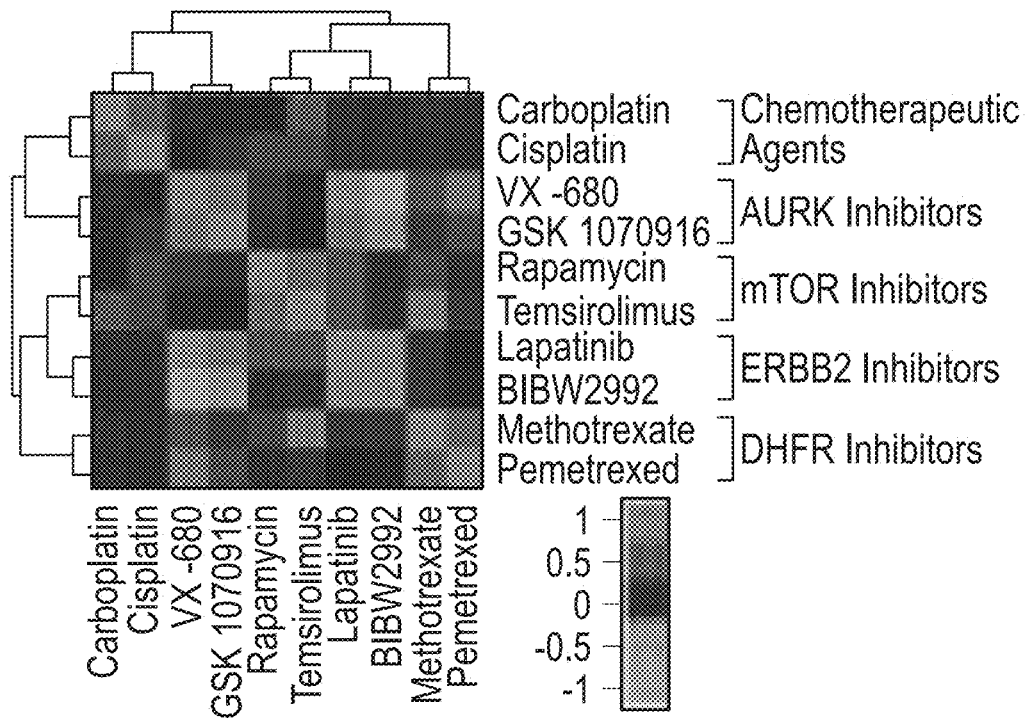 Carboplatin
Cisplatin
Chemotherapeutic
Agents
VX -680
GSK 1070916
AURK Inhibitors
Rapamycin
Temsirolimus
mTOR Inhibitors
Lapatinib
BIBW2992
ERBB2 Inhibitors
Methotrexate
Pemetrexed
DHFR Inhibitors
Carboplatin
Cisplatin
VX -680
GSK 1070916
Rapamycin
Temsirolimus
Lapatinib
BIBW2992
Methotrexate
Pemetrexed
1
0.5
0
-0.5
-1